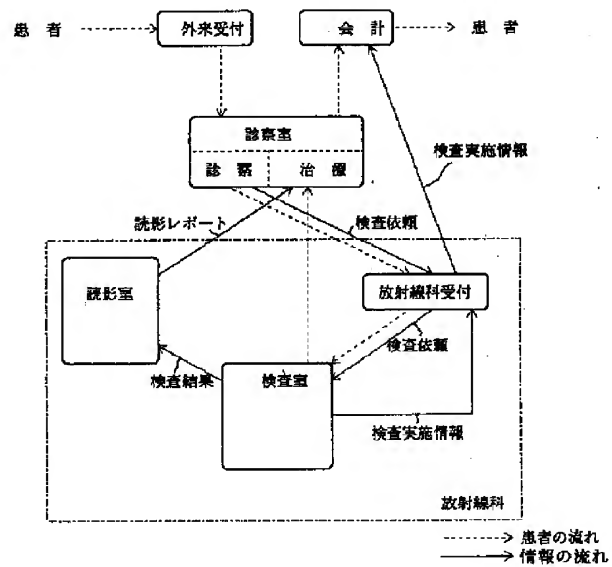 患者
外来受付
会計
患者
診察室
診察
治療
検査実施情報
読影レポート
検査依頼
読影室
放射線科受付
検査依頼
検査結果
検査室
検査実施情報
放射線科
患者の流れ
情報の流れ